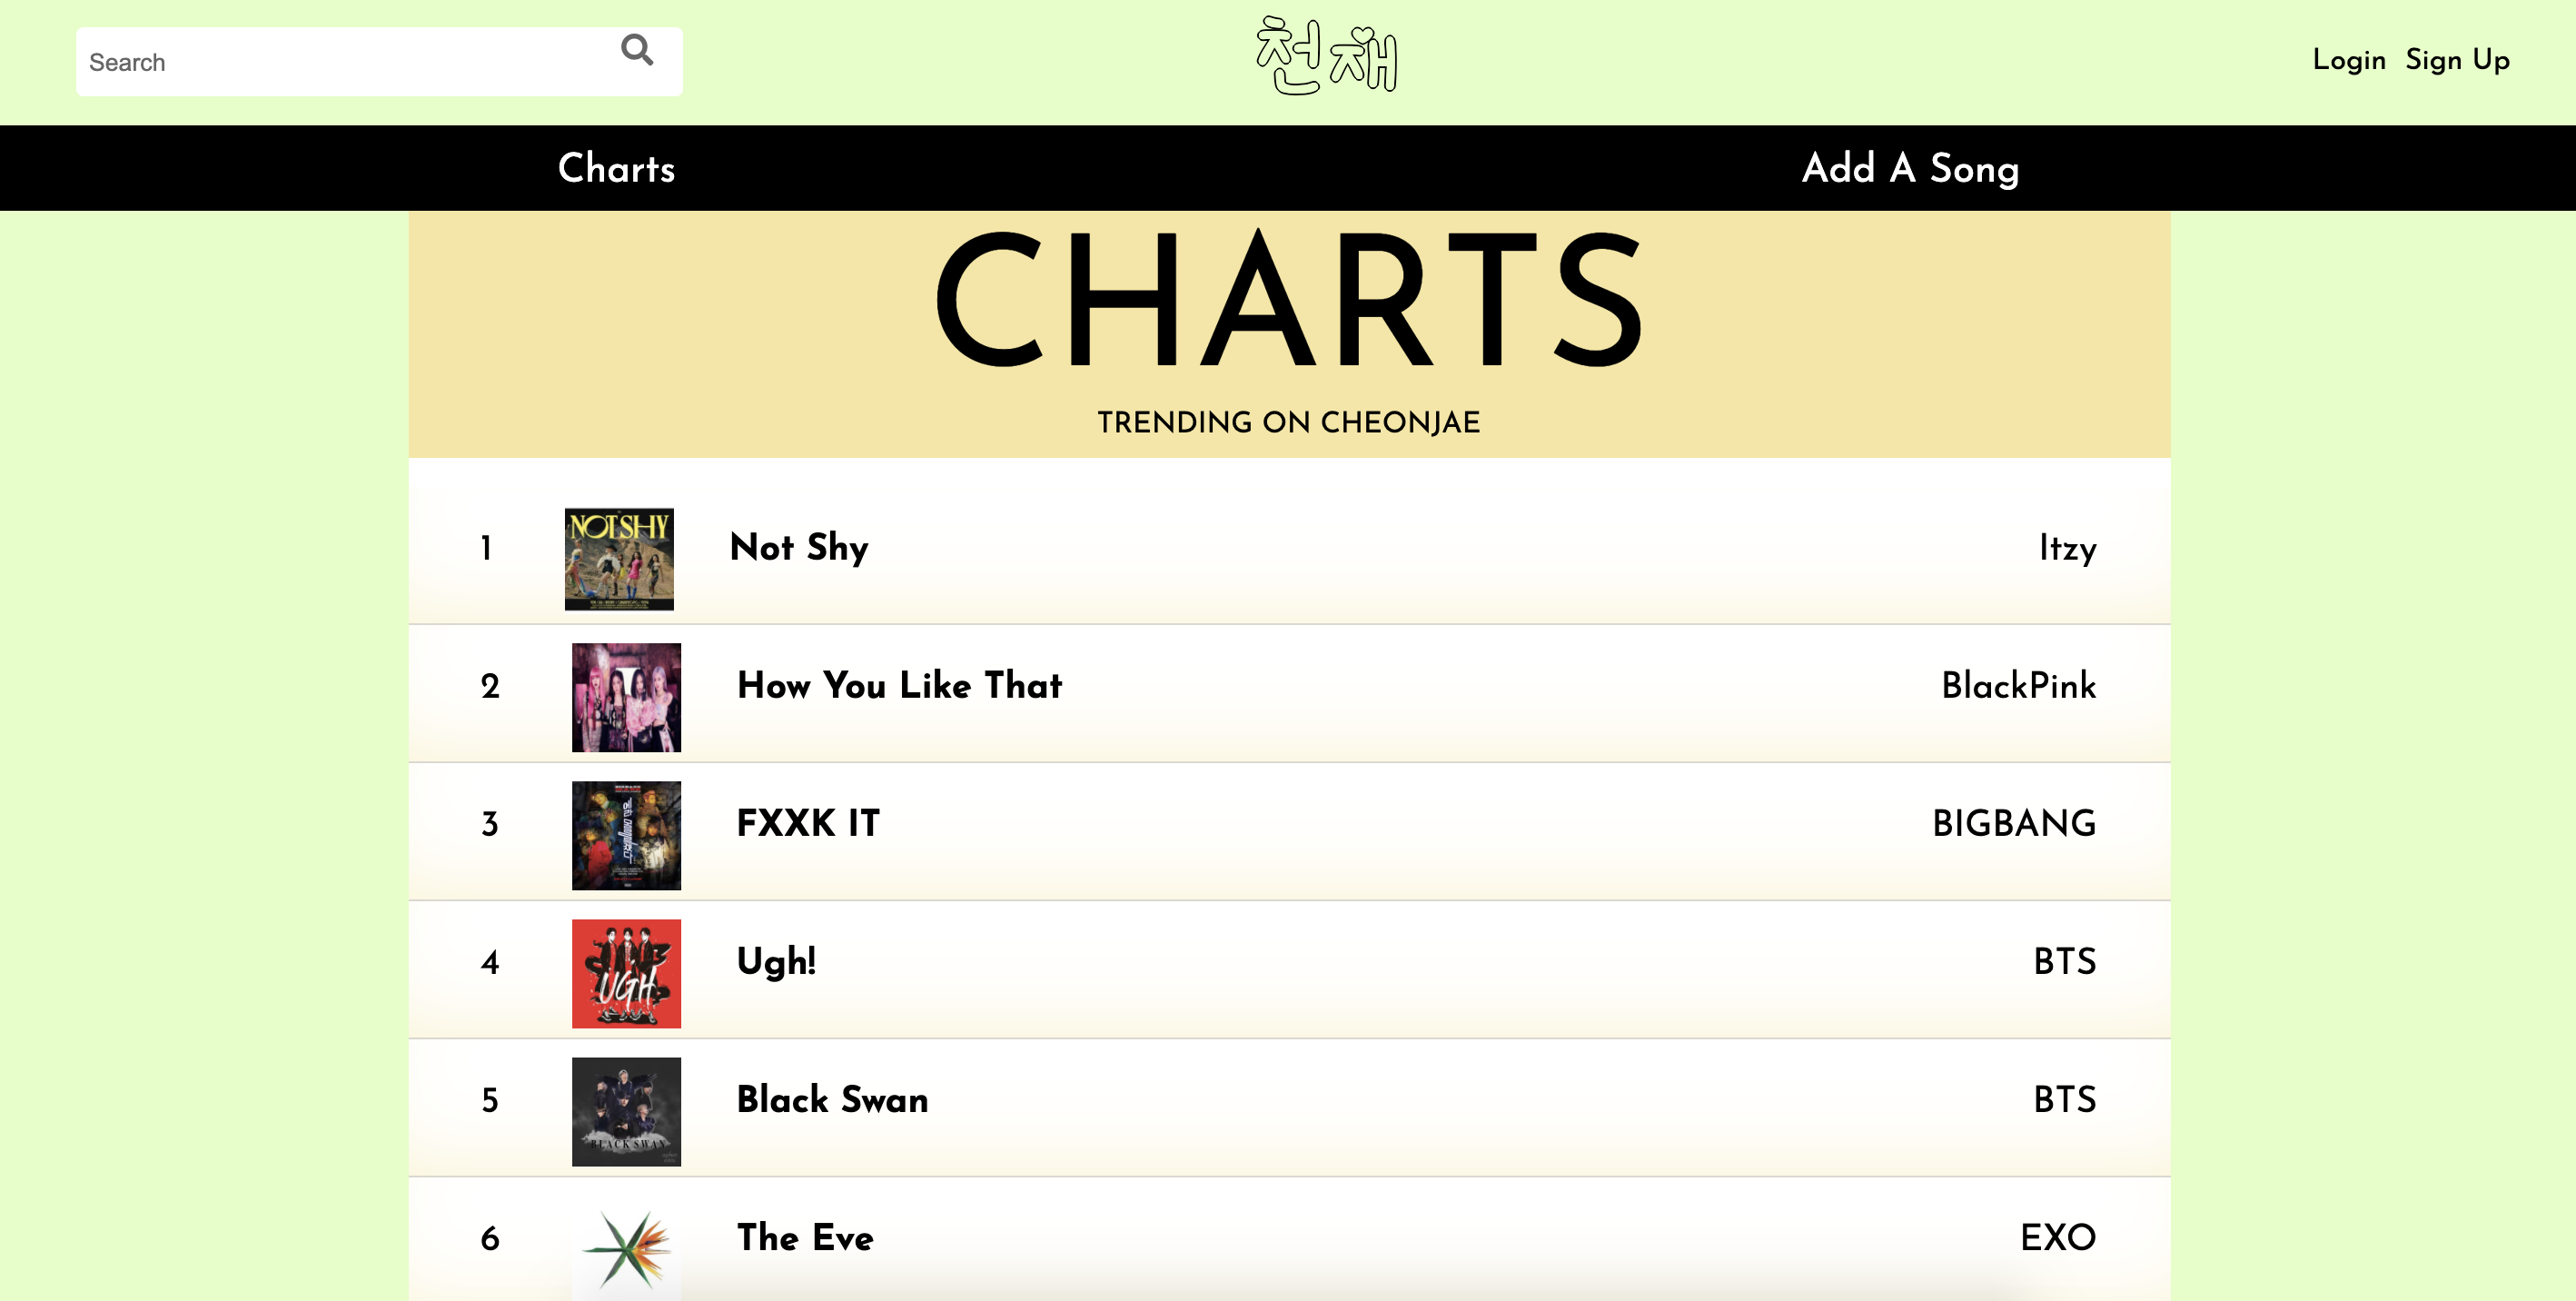 Search
천재
Login Sign Up
Charts
Add A Song
CHARTS
TRENDING ON CHEONJAE
1 NOT SHY Not Shy Itzy
2 How You Like That BlackPink
3 FXXK IT BIGBANG
4 UGH Ugh! BTS
5 BLACK SWAN Black Swan BTS
6 The Eve EXO